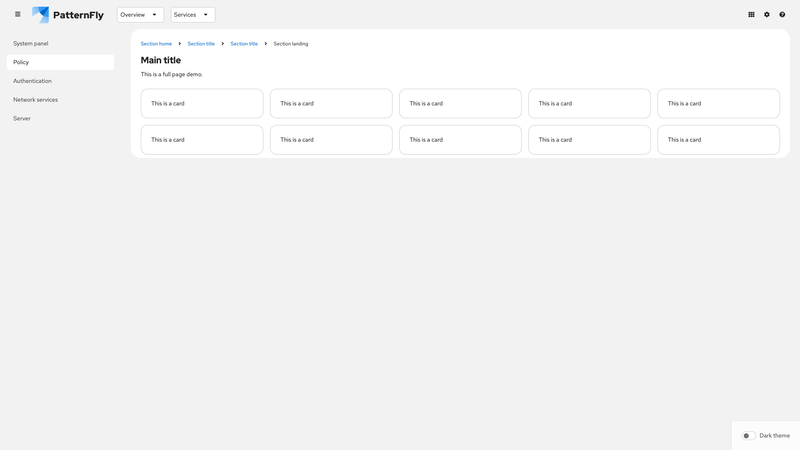 PatternFly
Overview
Services
System panel
Policy
Authentication
Network services
Server
Section home
Section title
Section title
Section landing
Main title
This is a full page demo.
This is a card
This is a card
This is a card
This is a card
This is a card
This is a card
This is a card
This is a card
This is a card
This is a card
Dark theme